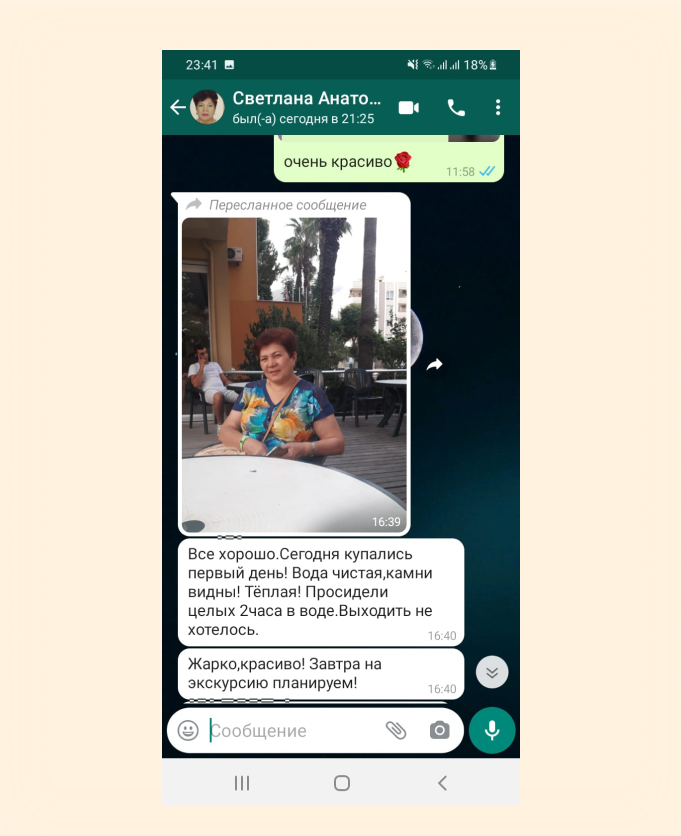 23:41 18%
Светлана Анато...
был(-а) сегодня в 21:25
очень красиво🌹
11:58
Пересланное сообщение
16:39
Все хорошо.Сегодня купались
первый день! Вода чистая,камни
видны! Тёплая! Просидели
целых 2часа в воде.Выходить не
хотелось.
16:40
Жарко,красиво! Завтра на
экскурсию планируем!
16:40
Сообщение